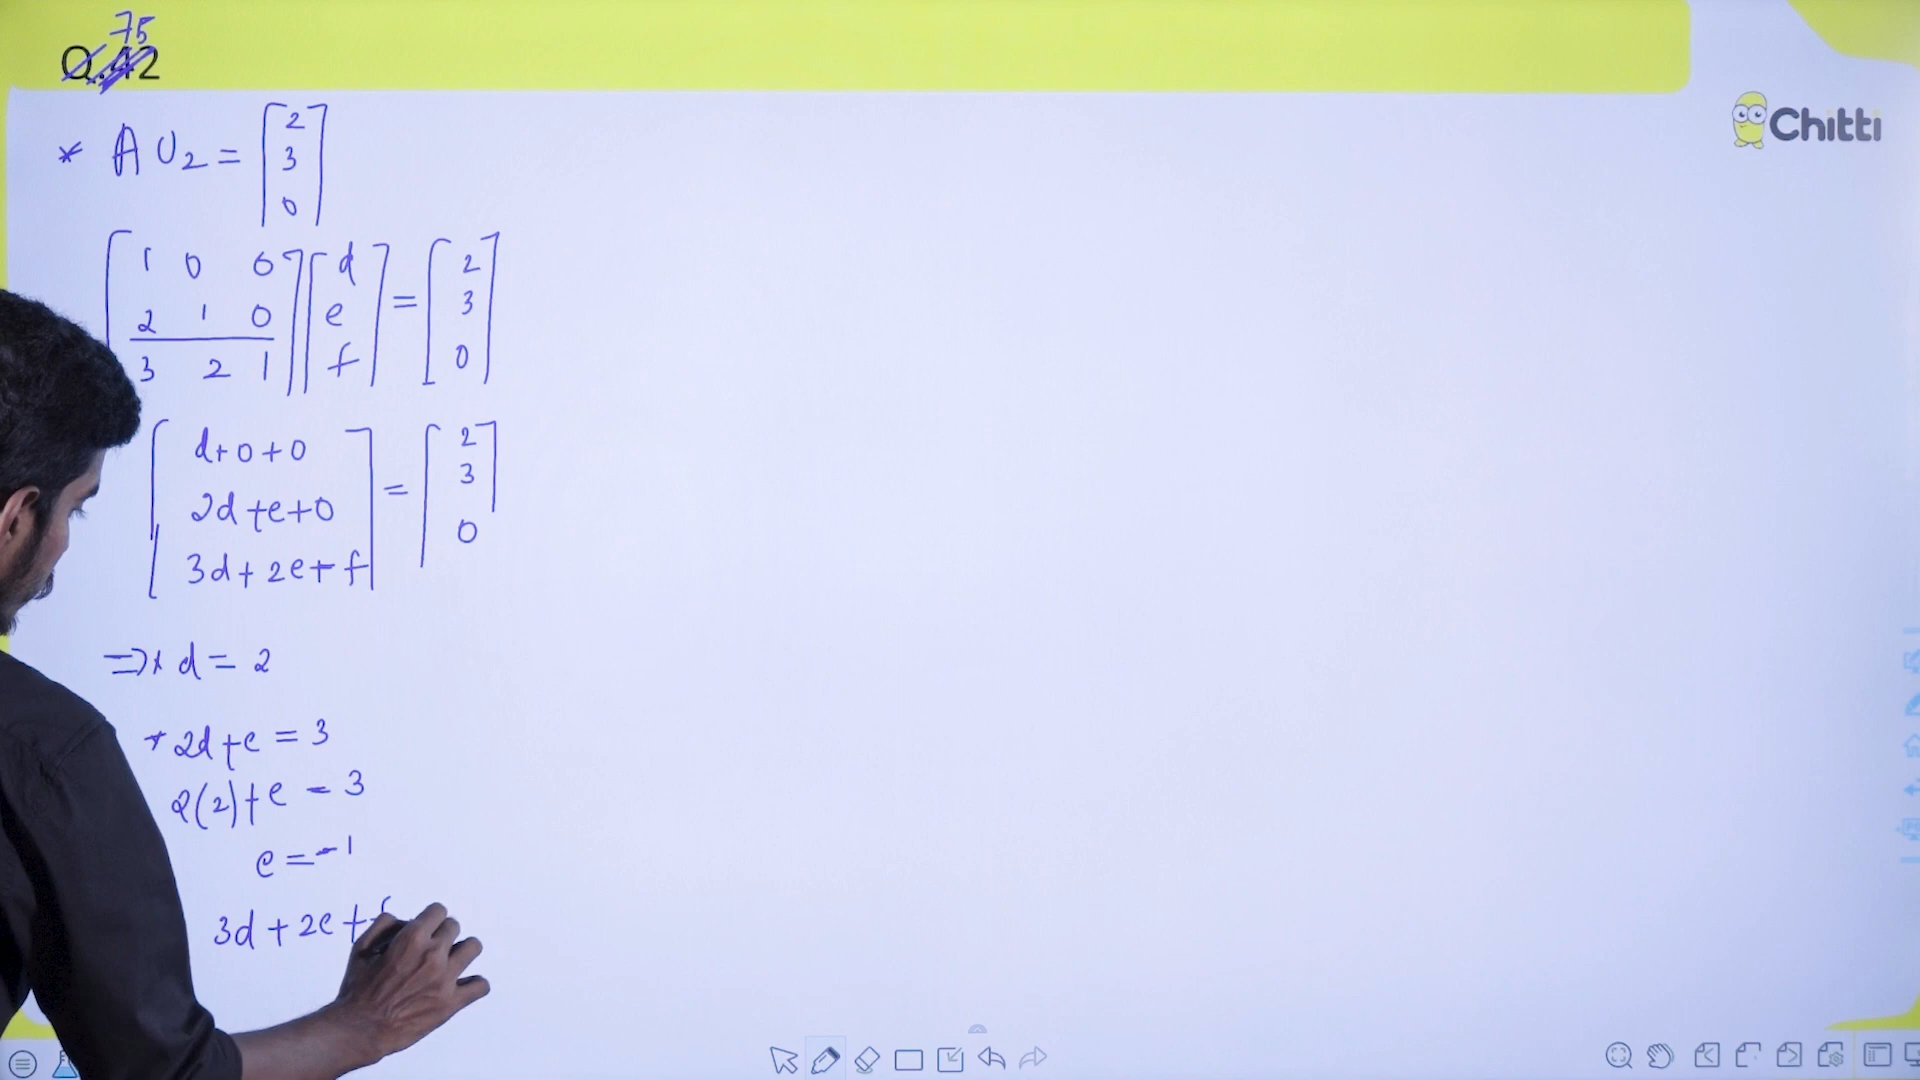 75
Q.42
* A U₂ = [2 3 0]
Chitti
[1 0 0 2 1 0 3 2 1] [d e f] = [2 3 0]
[d+0+0 2d+e+0 3d+2e+f] = [2 3 0]
⇒ * d = 2
* 2d+e = 3
2(2)+e = 3
e = -1
3d + 2e + f